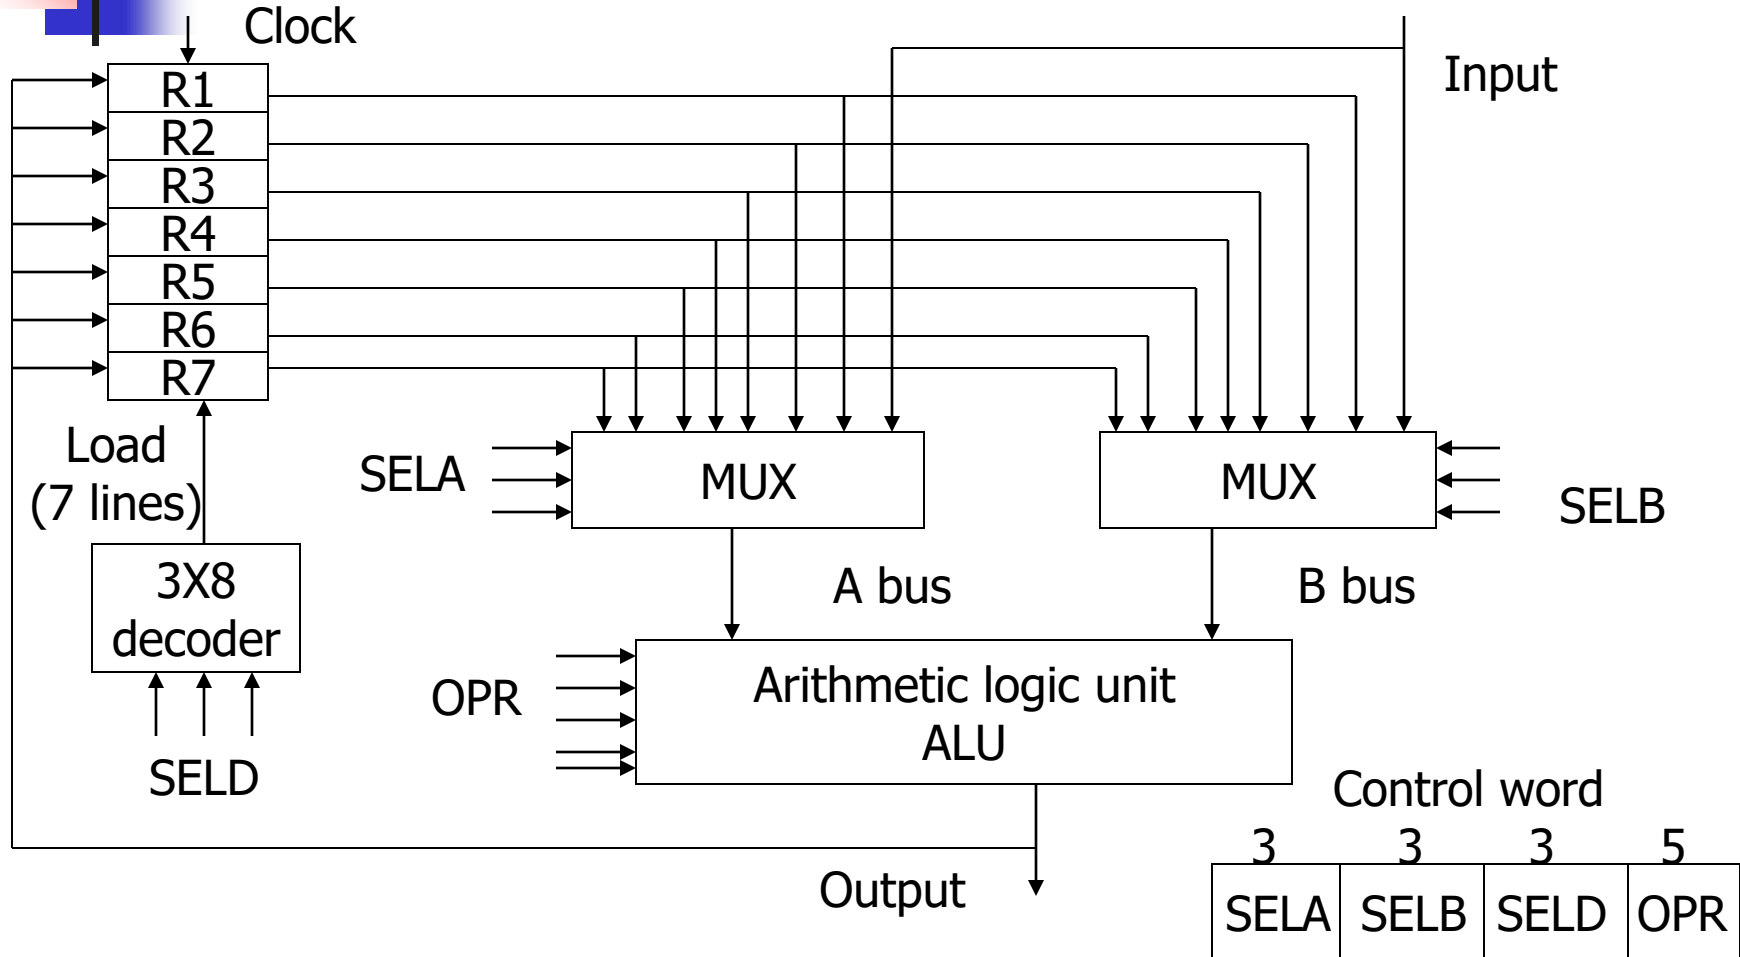 Clock
Input
R1
R2
R3
R4
R5
R6
R7
Load
(7 lines)
SELA
MUX
MUX
SELB
3X8
decoder
A bus
B bus
OPR
Arithmetic logic unit
ALU
SELD
Control word
3 3 3 5
Output
SELA SELB SELD OPR